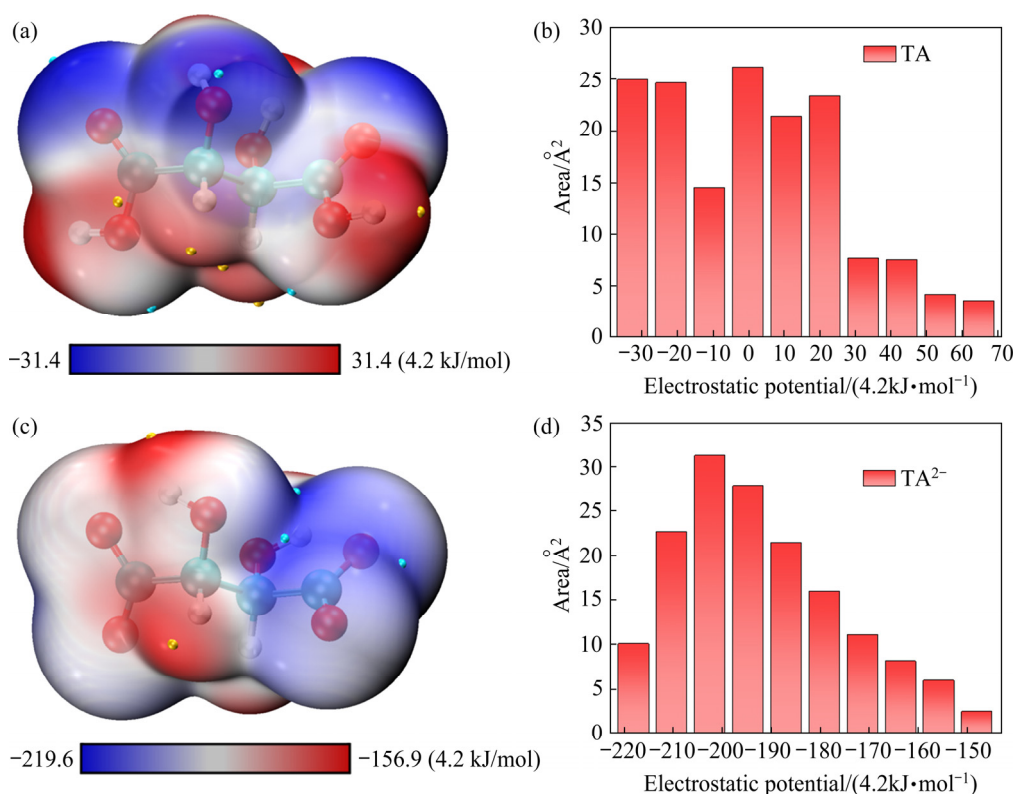 (a)
−31.4 31.4 (4.2 kJ/mol)
(b)
TA
Area/Å²
30
25
20
15
10
5
0
−30 −20 −10 0 10 20 30 40 50 60 70
Electrostatic potential/(4.2kJ•mol⁻¹)
(c)
−219.6 −156.9 (4.2 kJ/mol)
(d)
TA²⁻
Area/Å²
35
30
25
20
15
10
5
0
−220 −210 −200 −190 −180 −170 −160 −150
Electrostatic potential/(4.2kJ•mol⁻¹)